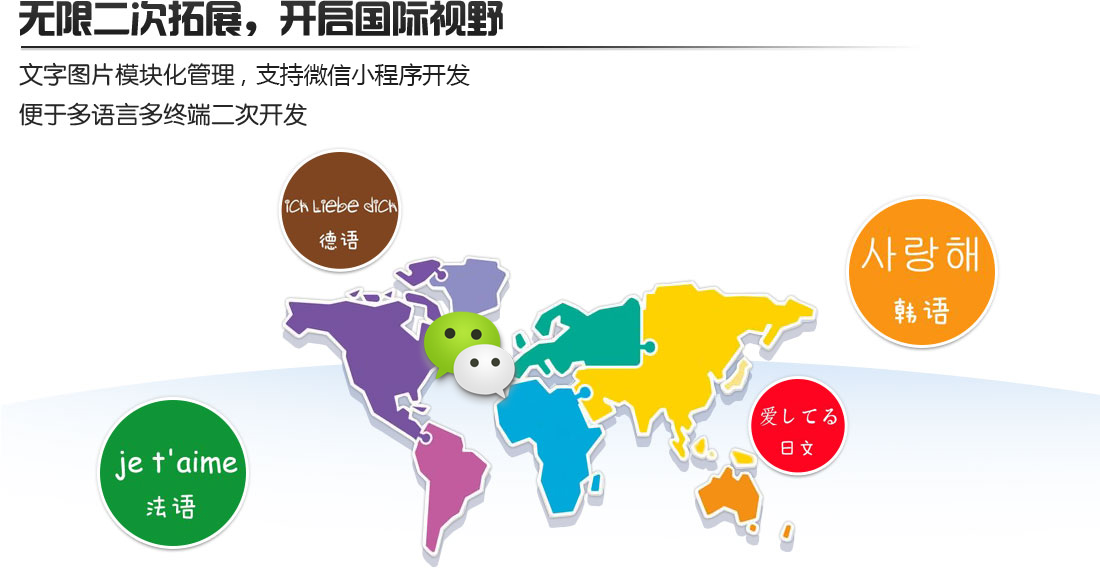 无限二次拓展，开启国际视野
文字图片模块化管理，支持微信小程序开发
便于多语言多终端二次开发
ich Liebe dich
德语
사랑해
韩语
爱してる
日文
je t'aime
法语